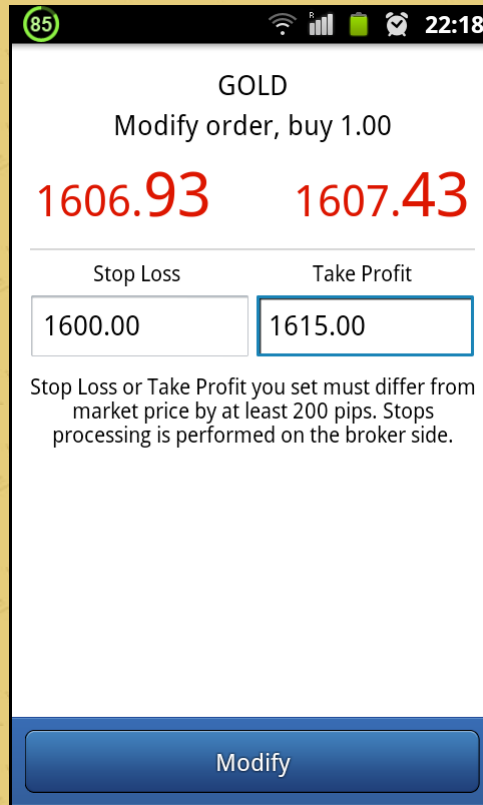 85 R 22:18
GOLD
Modify order, buy 1.00
1606.93 1607.43
Stop Loss Take Profit
1600.00 1615.00
Stop Loss or Take Profit you set must differ from
market price by at least 200 pips. Stops
processing is performed on the broker side.
Modify